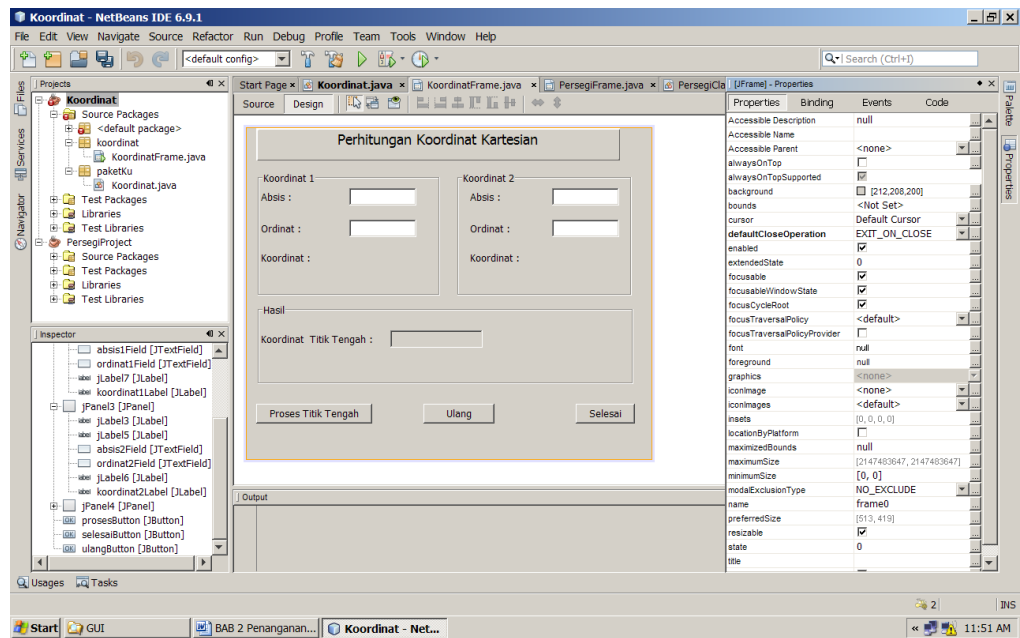 Koordinat - NetBeans IDE 6.9.1
File Edit View Navigate Source Refactor Run Debug Profile Team Tools Window Help
<default config>
Search (Ctrl+I)
Files
Services
Navigator
Projects
Koordinat
Source Packages
<default package>
koordinat
KoordinatFrame.java
paketKu
Koordinat.java
Test Packages
Libraries
Test Libraries
PersegiProject
Source Packages
Test Packages
Libraries
Test Libraries
Inspector
absis1Field [JTextField]
ordinat1Field [JTextField]
jLabel7 [JLabel]
koordinat1Label [JLabel]
jPanel3 [JPanel]
jLabel3 [JLabel]
jLabel5 [JLabel]
absis2Field [JTextField]
ordinat2Field [JTextField]
jLabel6 [JLabel]
koordinat2Label [JLabel]
jPanel4 [JPanel]
prosesButton [JButton]
selesaiButton [JButton]
ulangButton [JButton]
Start Page Koordinat.java KoordinatFrame.java PersegiFrame.java PersegiCla
Source Design
Perhitungan Koordinat Kartesian
Koordinat 1
Absis :
Ordinat :
Koordinat :
Koordinat 2
Absis :
Ordinat :
Koordinat :
Hasil
Koordinat Titik Tengah :
Proses Titik Tengah Ulang Selesai
Output
[JFrame] - Properties
Properties Binding Events Code
Accessible Description null
Accessible Name
Accessible Parent <none>
alwaysOnTop
alwaysOnTopSupported
background [212,208,200]
bounds <Not Set>
cursor Default Cursor
defaultCloseOperation EXIT_ON_CLOSE
enabled
extendedState 0
focusable
focusableWindowState
focusCycleRoot
focusTraversalPolicy <default>
focusTraversalPolicyProvider
font null
foreground null
graphics <none>
iconImage <none>
iconImages <default>
insets [0, 0, 0, 0]
locationByPlatform
maximizedBounds null
maximumSize [2147483647, 2147483647]
minimumSize [0, 0]
modalExclusionType NO_EXCLUDE
name frame0
preferredSize [513, 419]
resizable
state 0
title
Palette
Properties
Usages Tasks
2 INS
Start GUI BAB 2 Penanganan... Koordinat - Net... 11:51 AM